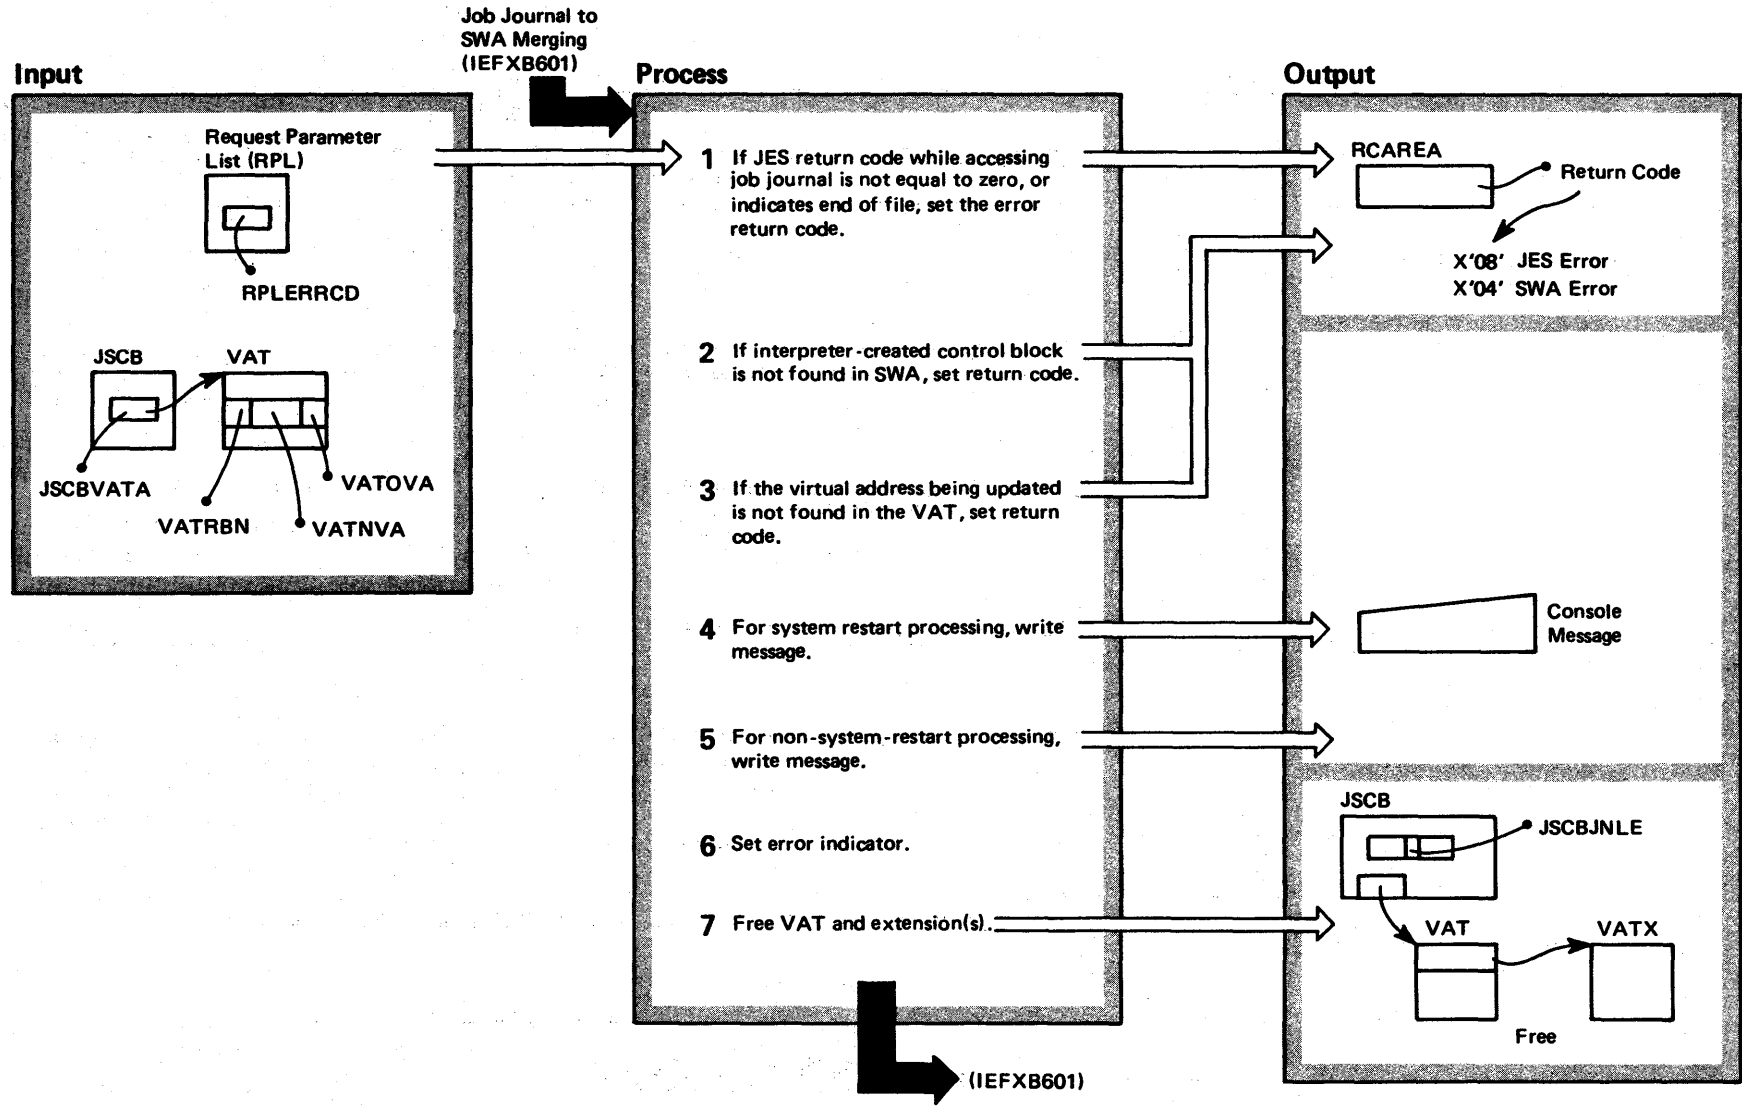 Job Journal to
SWA Merging
(IEFXB601)
Input
Request Parameter
List (RPL)
RPLERRCD
JSCB
VAT
JSCBVATA
VATOVA
VATRBN
VATNVA
Process
1 If JES return code while accessing
job journal is not equal to zero, or
indicates end of file, set the error
return code.
2 If interpreter-created control block
is not found in SWA, set return code.
3 If the virtual address being updated
is not found in the VAT, set return
code.
4 For system restart processing, write
message.
5 For non-system-restart processing,
write message.
6 Set error indicator.
7 Free VAT and extension(s).
(IEFXB601)
Output
RCAREA
Return Code
X'08' JES Error
X'04' SWA Error
Console
Message
JSCB
JSCBJNLE
VAT
VATX
Free